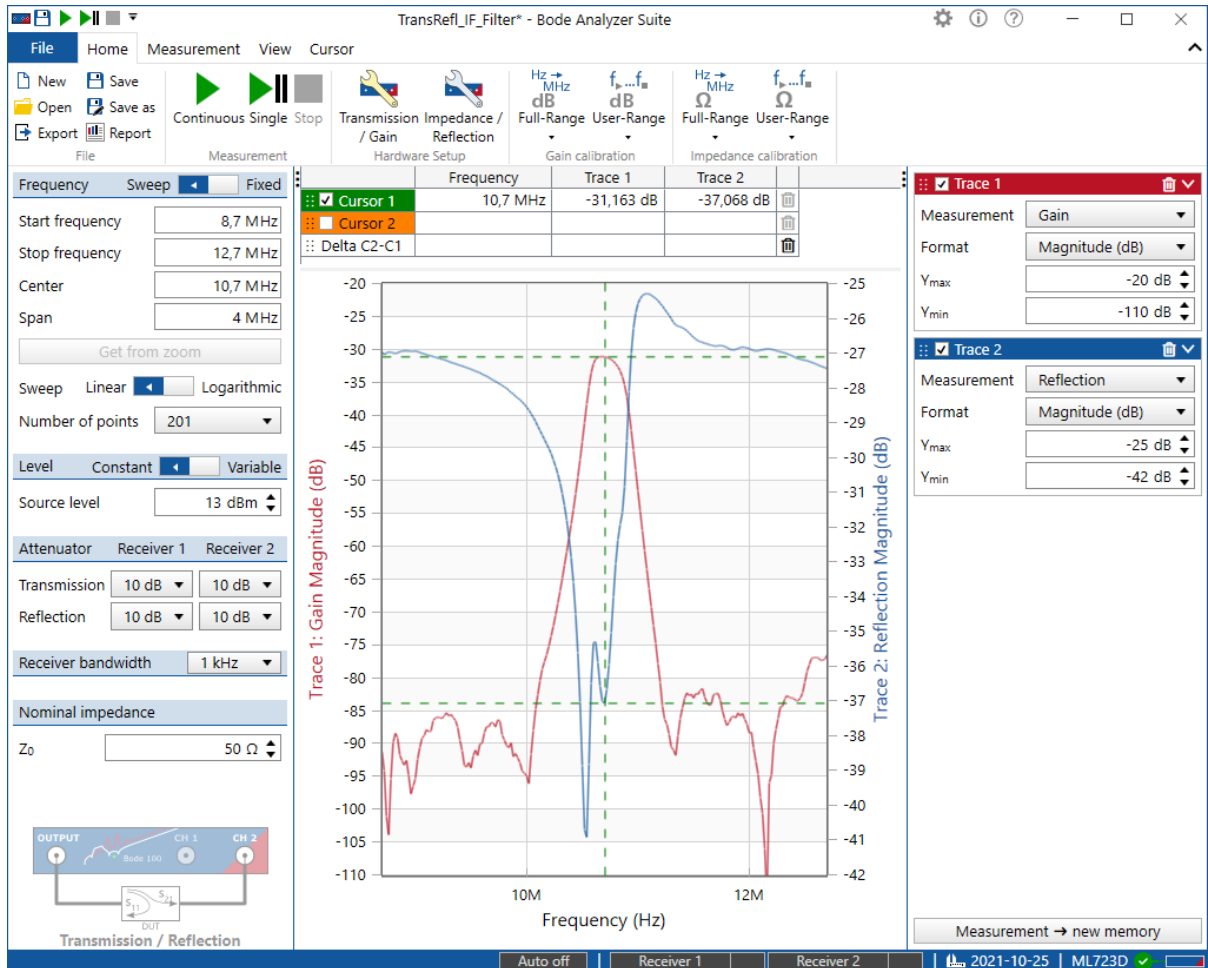 TransRefl_IF_Filter* - Bode Analyzer Suite
File Home Measurement View Cursor
New Save
Open Save as
Export Report
File
Continuous Single Stop
Measurement
Transmission / Gain
Impedance / Reflection
Hardware Setup
Hz → MHz
dB
Full-Range
f▶...f■
dB
User-Range
Gain calibration
Hz → MHz
Ω
Full-Range
f▶...f■
Ω
User-Range
Impedance calibration
Frequency Sweep Fixed
Start frequency 8,7 MHz
Stop frequency 12,7 MHz
Center 10,7 MHz
Span 4 MHz
Get from zoom
Sweep Linear Logarithmic
Number of points 201
Level Constant Variable
Source level 13 dBm
Attenuator Receiver 1 Receiver 2
Transmission 10 dB 10 dB
Reflection 10 dB 10 dB
Receiver bandwidth 1 kHz
Nominal impedance
Z0 50 Ω
OUTPUT CH 1 CH 2
Bode 100
S11 S21
DUT
Transmission / Reflection
Frequency Trace 1 Trace 2
Cursor 1 10,7 MHz -31,163 dB -37,068 dB
Cursor 2
Delta C2-C1
Trace 1: Gain Magnitude (dB)
-20
-25
-30
-35
-40
-45
-50
-55
-60
-65
-70
-75
-80
-85
-90
-95
-100
-105
-110
-25
-26
-27
-28
-29
-30
-31
-32
-33
-34
-35
-36
-37
-38
-39
-40
-41
-42
Trace 2: Reflection Magnitude (dB)
10M 12M
Frequency (Hz)
Trace 1
Measurement Gain
Format Magnitude (dB)
Ymax -20 dB
Ymin -110 dB
Trace 2
Measurement Reflection
Format Magnitude (dB)
Ymax -25 dB
Ymin -42 dB
Measurement → new memory
Auto off Receiver 1 Receiver 2 2021-10-25 ML723D